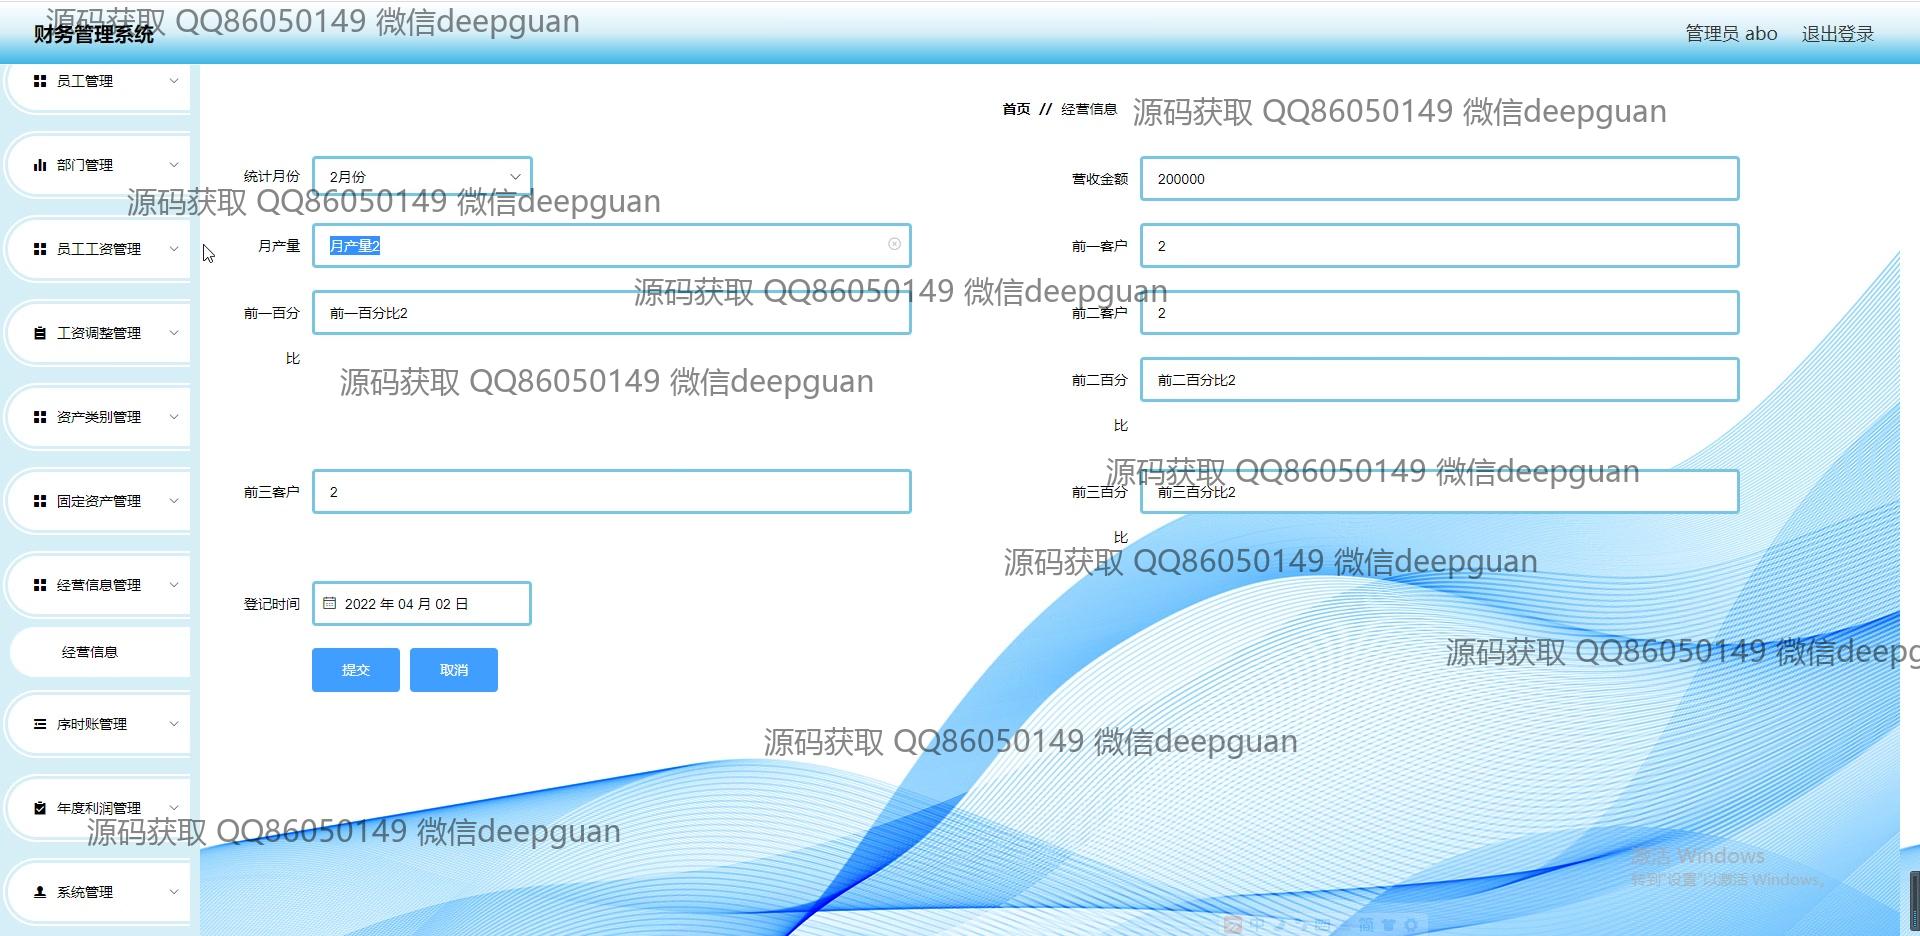 源码获取 QQ86050149 微信deepguan
财务管理系统
管理员 abo 退出登录
员工管理
部门管理
员工工资管理
工资调整管理
资产类别管理
固定资产管理
经营信息管理
经营信息
序时账管理
年度利润管理
系统管理
首页 // 经营信息
源码获取 QQ86050149 微信deepguan
统计月份 2月份
营收金额 200000
源码获取 QQ86050149 微信deepguan
月产量 月产量2
前一客户 2
源码获取 QQ86050149 微信deepguan
前一百分比 前一百分比2
前二客户 2
源码获取 QQ86050149 微信deepguan
前二百分比 前二百分比2
源码获取 QQ86050149 微信deepguan
前三客户 2
前三百分比 前三百分比2
源码获取 QQ86050149 微信deepguan
登记时间 2022 年 04 月 02 日
源码获取 QQ86050149 微信deepg
提交 取消
源码获取 QQ86050149 微信deepguan
源码获取 QQ86050149 微信deepguan
激活 Windows
转到"设置"以激活 Windows。
中
简